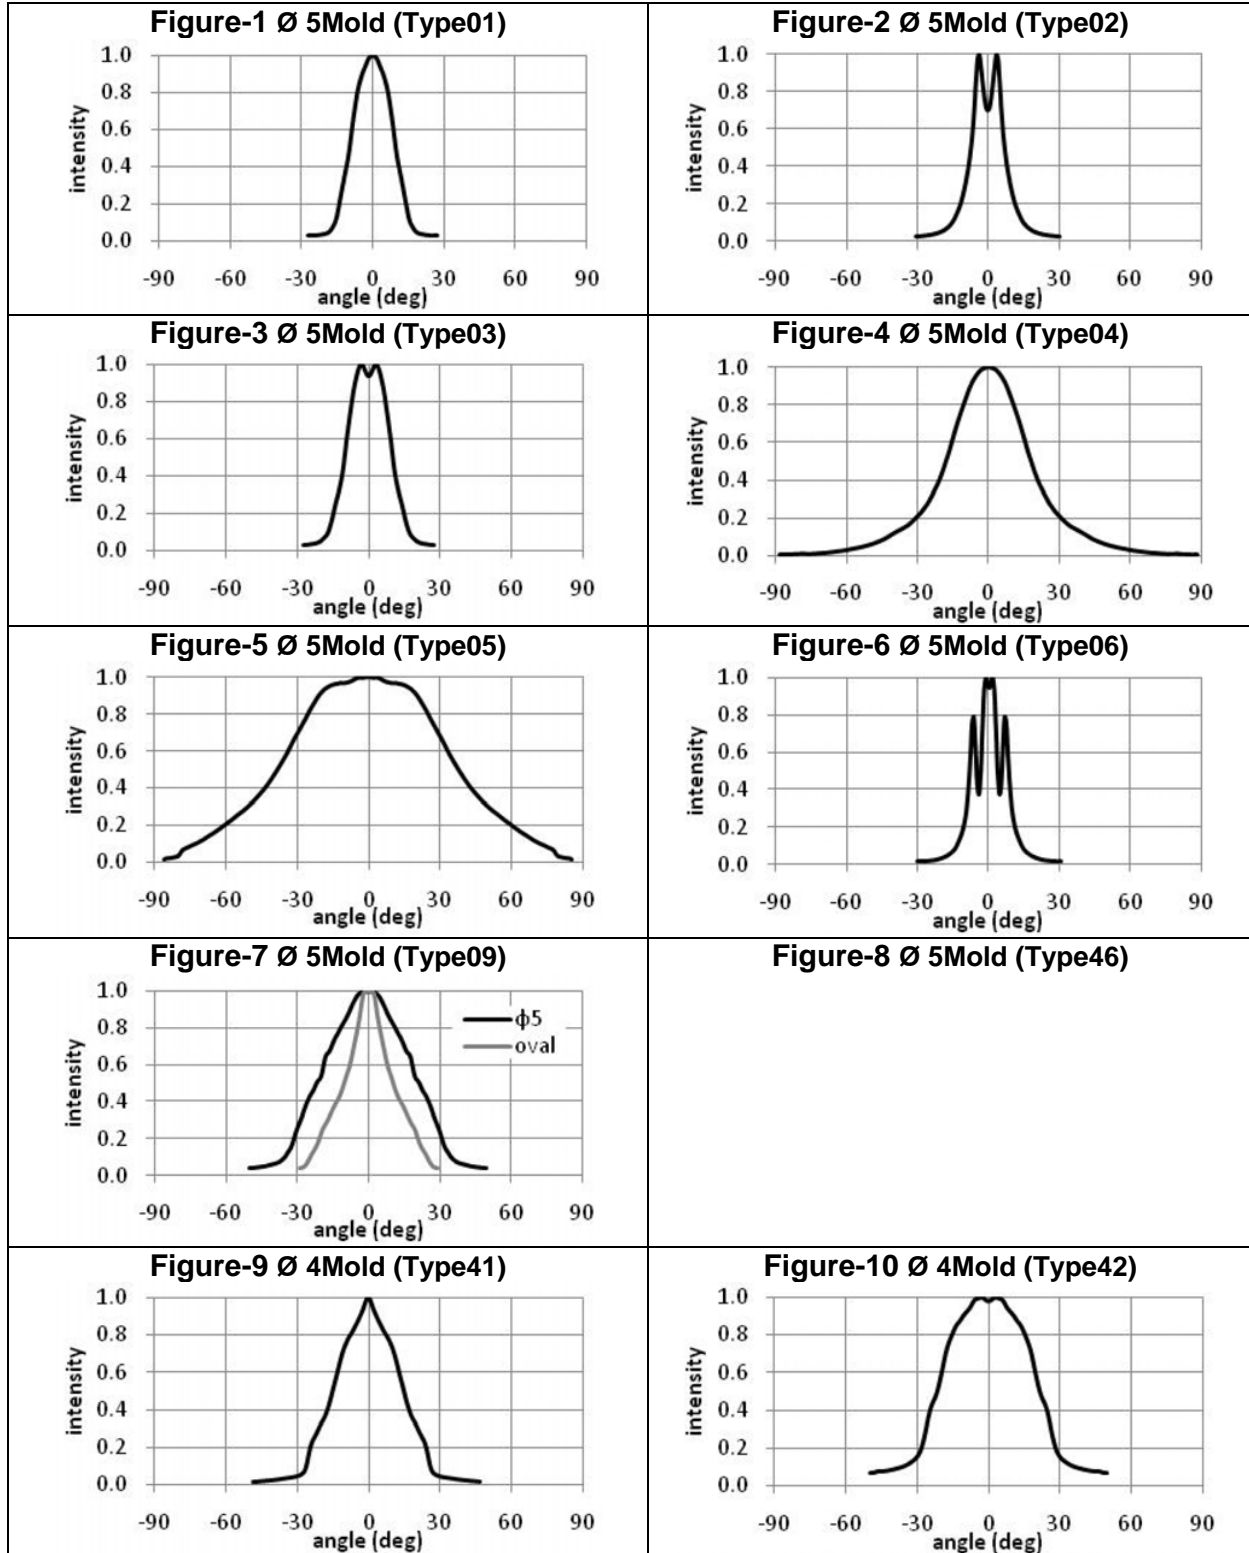 Figure-1 Ø 5Mold (Type01)
1.0
0.8
0.6
0.4
0.2
0.0
intensity
-90 -60 -30 0 30 60 90
angle (deg)
Figure-2 Ø 5Mold (Type02)
1.0
0.8
0.6
0.4
0.2
0.0
intensity
-90 -60 -30 0 30 60 90
angle (deg)
Figure-3 Ø 5Mold (Type03)
1.0
0.8
0.6
0.4
0.2
0.0
intensity
-90 -60 -30 0 30 60 90
angle (deg)
Figure-4 Ø 5Mold (Type04)
1.0
0.8
0.6
0.4
0.2
0.0
intensity
-90 -60 -30 0 30 60 90
angle (deg)
Figure-5 Ø 5Mold (Type05)
1.0
0.8
0.6
0.4
0.2
0.0
intensity
-90 -60 -30 0 30 60 90
angle (deg)
Figure-6 Ø 5Mold (Type06)
1.0
0.8
0.6
0.4
0.2
0.0
intensity
-90 -60 -30 0 30 60 90
angle (deg)
Figure-7 Ø 5Mold (Type09)
1.0
0.8
0.6
0.4
0.2
0.0
intensity
ϕ5
oval
-90 -60 -30 0 30 60 90
angle (deg)
Figure-8 Ø 5Mold (Type46)
Figure-9 Ø 4Mold (Type41)
1.0
0.8
0.6
0.4
0.2
0.0
intensity
-90 -60 -30 0 30 60 90
angle (deg)
Figure-10 Ø 4Mold (Type42)
1.0
0.8
0.6
0.4
0.2
0.0
intensity
-90 -60 -30 0 30 60 90
angle (deg)